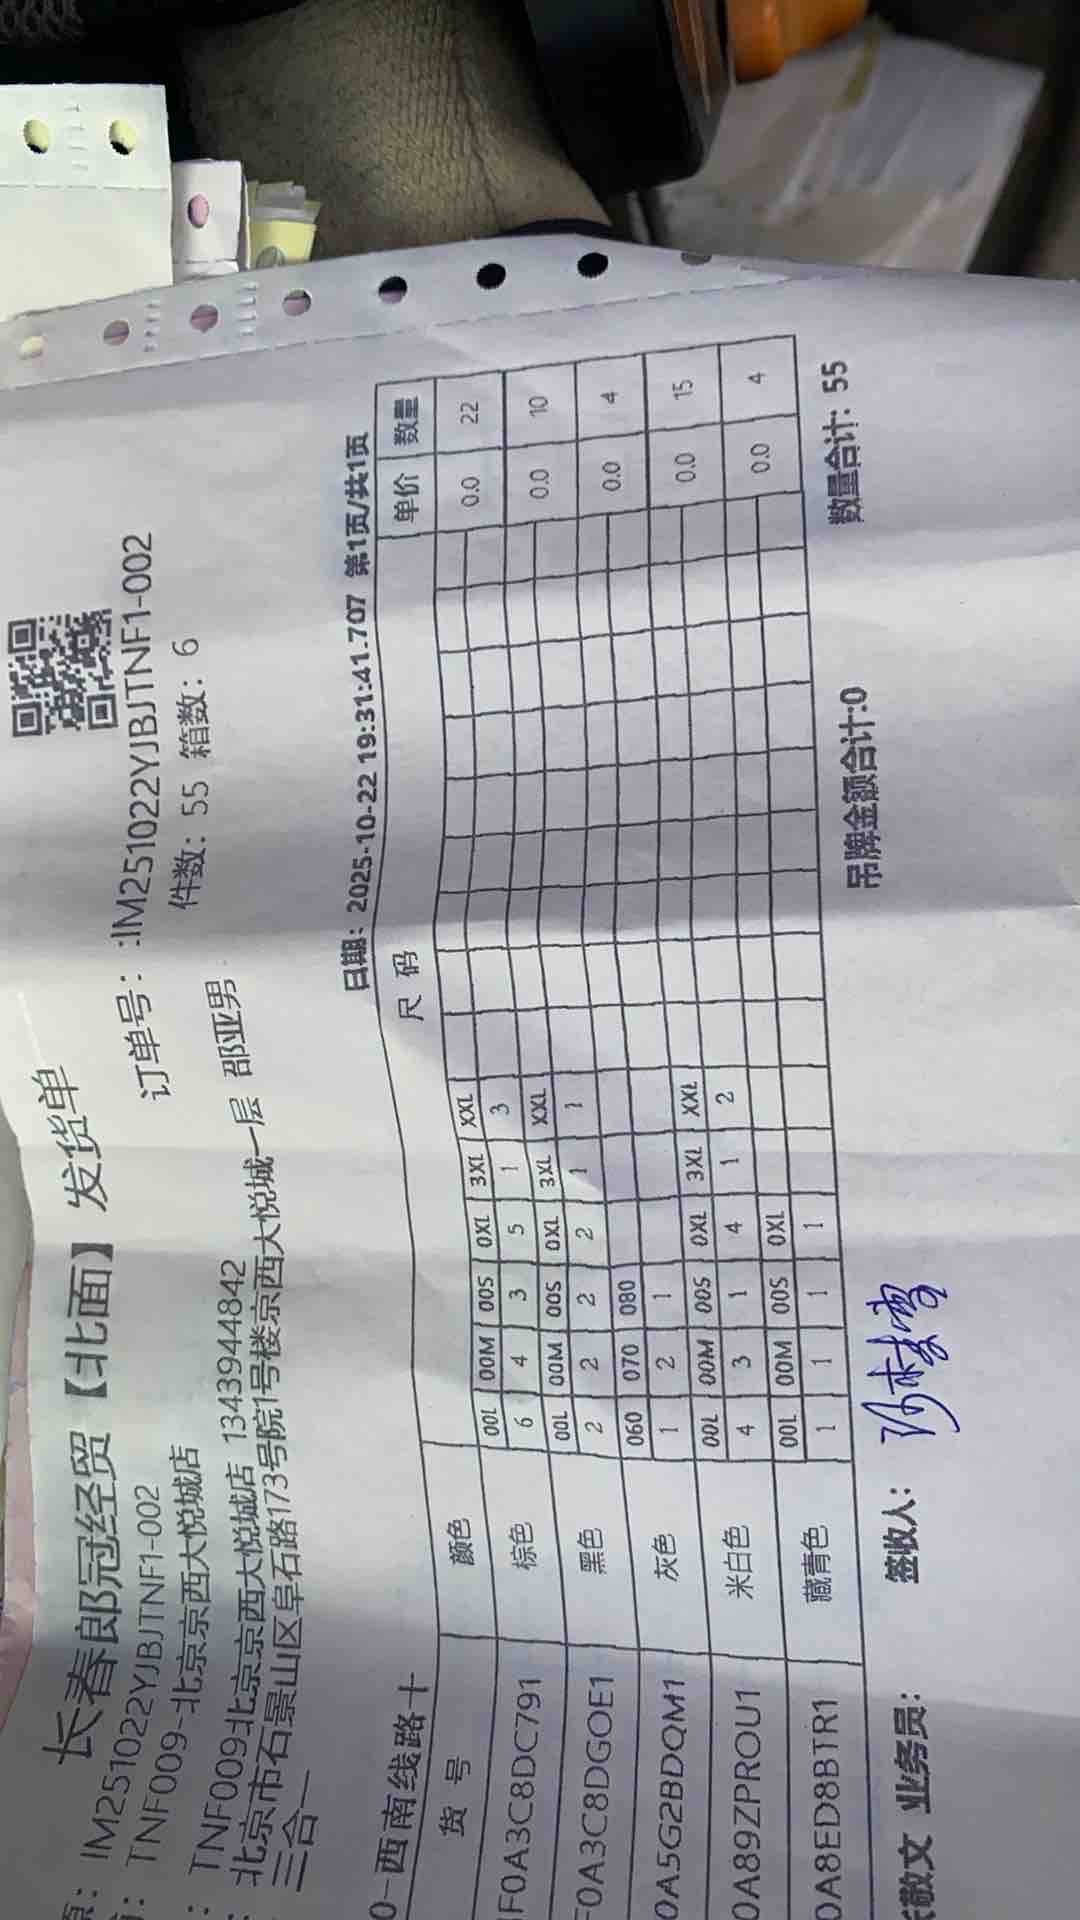 长春郎冠经贸【北面】 发货单
IM251022YJBJTNF1-002 订单号：:IM251022YJBJTNF1-002
TNF009-北京京西大悦城店 件数：55 箱数：6
TNF009北京京西大悦城店 13439448842
北京市石景山区阜石路173号院1号楼京西大悦城一层 邵亚男
三合一
0-西南线路十 日期：2025-10-22 19:31:41.707 第1页/共1页
货 号 颜色 尺 码 单价 数量
00L 00M 00S 0XL 3XL XXL
F0A3C8DC791 棕色 6 4 3 5 1 3 0.0 22
00L 00M 00S 0XL 3XL XXL
F0A3C8DGOE1 黑色 2 2 2 2 1 1 0.0 10
060 070 080
0A5G2BDQM1 灰色 1 2 1 0.0 4
00L 00M 00S 0XL 3XL XXL
0A89ZPROU1 米白色 4 3 1 4 1 2 0.0 15
00L 00M 00S 0XL
0A8ED8BTR1 藏青色 1 1 1 1 0.0 4
敬文 业务员： 签收人： 吊牌金额合计:0 数量合计: 55